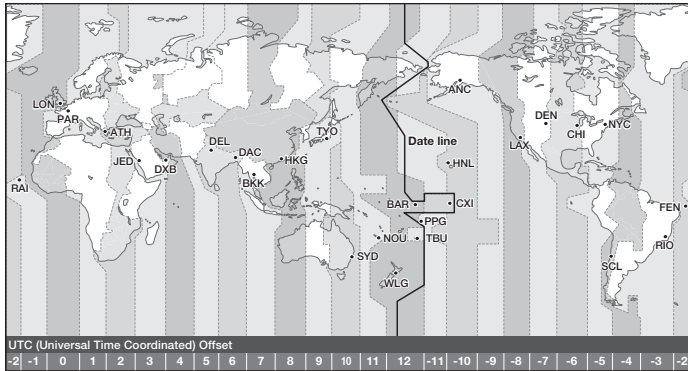 ANC
LON
PAR
DEN
NYC
CHI
ATH
TYO
LAX
DEL
DAC
HKG
Date line
JED
DXB
HNL
BKK
RAI
BAR
CXI
FEN
PPG
NOU
TBU
RIO
SYD
SCL
WLG
UTC (Universal Time Coordinated) Offset
-2 -1 0 1 2 3 4 5 6 7 8 9 10 11 12 -11 -10 -9 -8 -7 -6 -5 -4 -3 -2